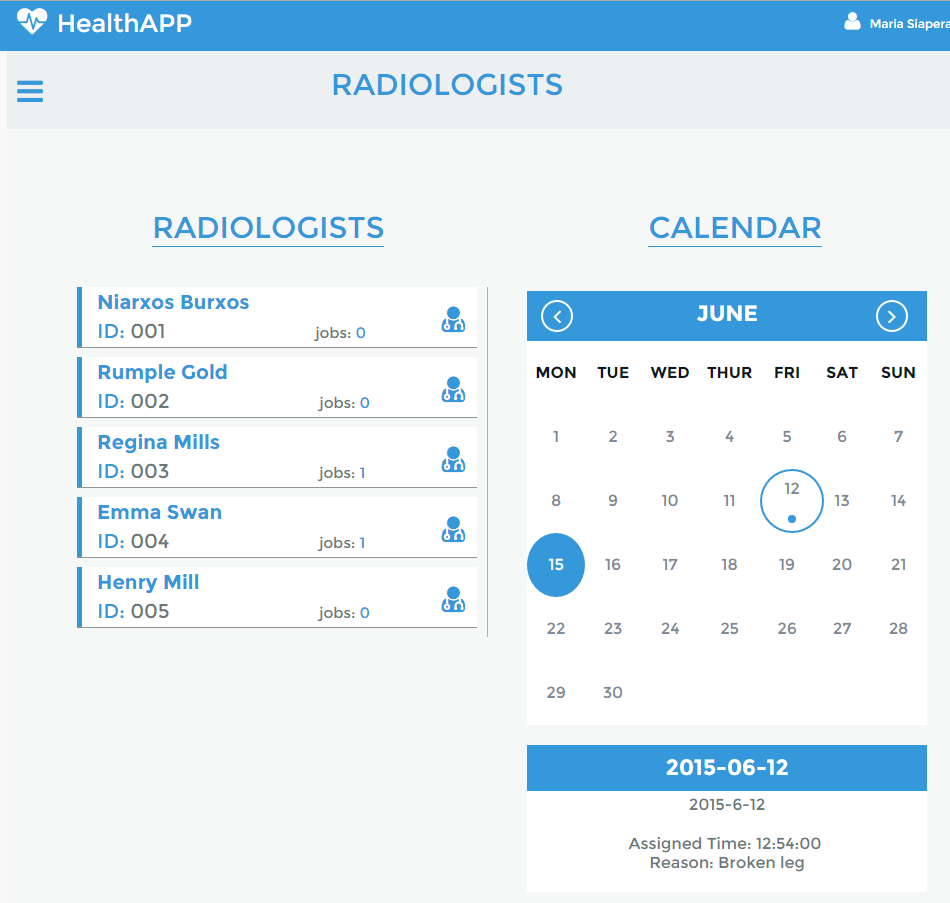 HealthAPP
Maria Siapera
RADIOLOGISTS
RADIOLOGISTS
Niarxos Burxos
ID: 001 jobs: 0
Rumple Gold
ID: 002 jobs: 0
Regina Mills
ID: 003 jobs: 1
Emma Swan
ID: 004 jobs: 1
Henry Mill
ID: 005 jobs: 0
CALENDAR
JUNE
MON TUE WED THUR FRI SAT SUN
1 2 3 4 5 6 7
8 9 10 11 12 13 14
15 16 17 18 19 20 21
22 23 24 25 26 27 28
29 30
2015-06-12
2015-6-12
Assigned Time: 12:54:00
Reason: Broken leg